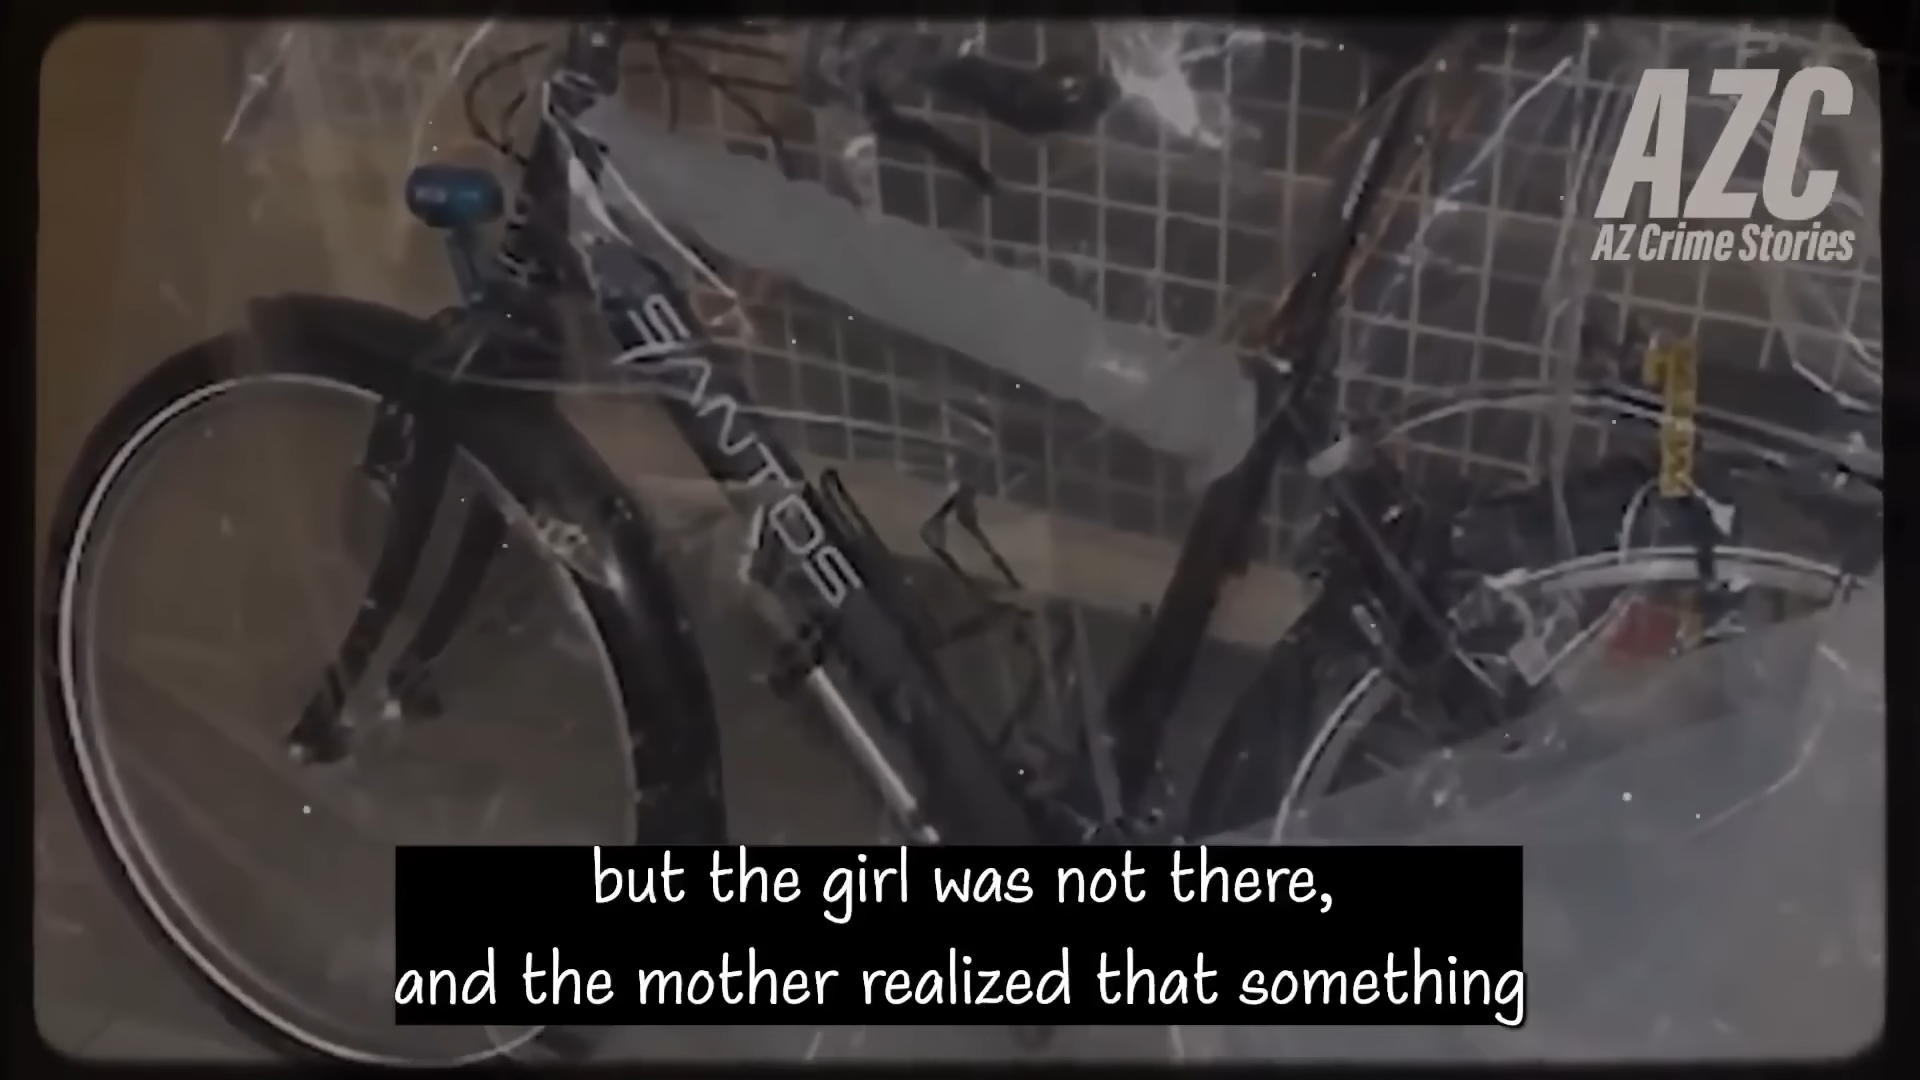 AZC
AZ Crime Stories
SANTOS
but the girl was not there,
and the mother realized that something